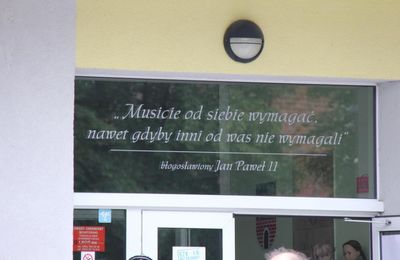 „Musicie od siebie wymagać,
nawet gdyby inni od was nie wymagali"
błogosławiony Jan Paweł II